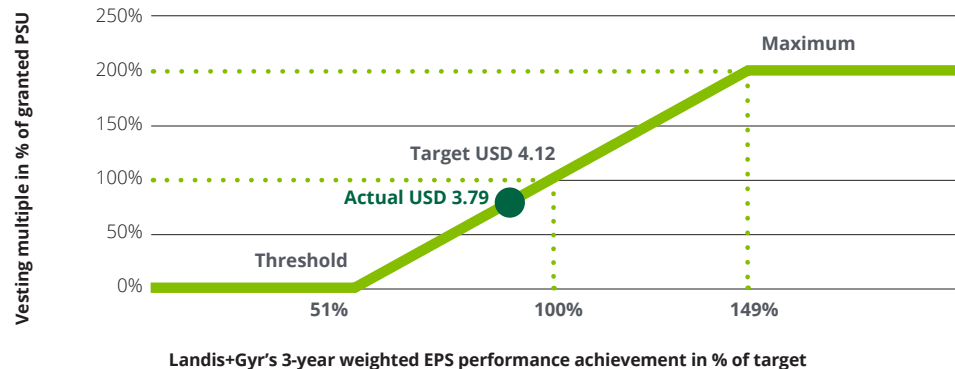 Vesting multiple in % of granted PSU
250%
200%
150%
100%
50%
0%
Maximum
Target USD 4.12
Actual USD 3.79
Threshold
51%
100%
149%
Landis+Gyr's 3-year weighted EPS performance achievement in % of target